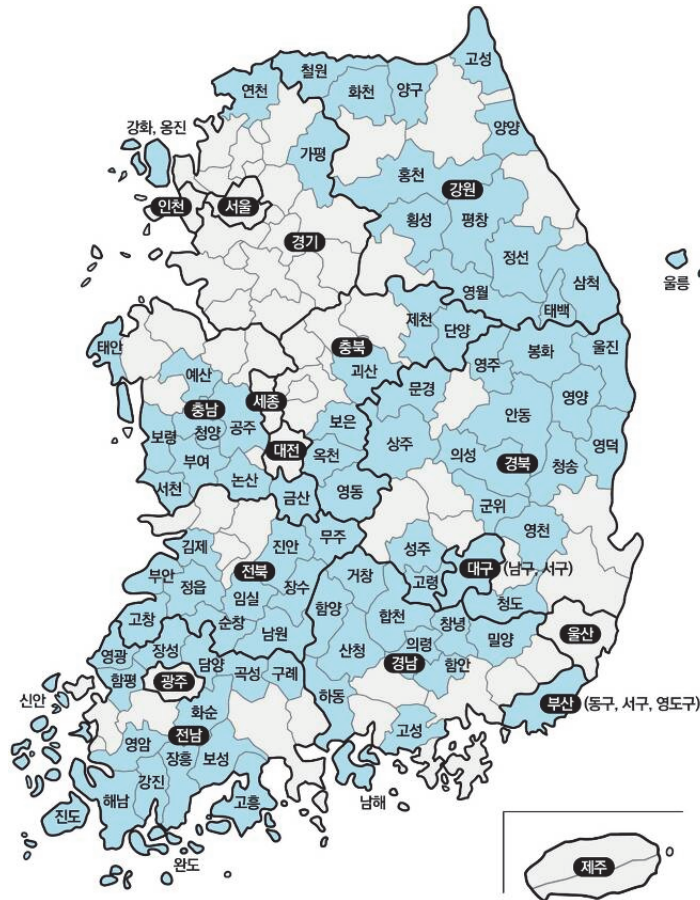 고성
철원
연천
화천
양구
강화, 옹진
양양
가평
홍천
강원
인천
서울
횡성
평창
경기
정선
삼척
울릉
영월
태백
제천
단양
태안
충북
봉화
울진
영주
예산
괴산
문경
세종
영양
충남
안동
보은
보령
청양
공주
상주
대전
의성
경북
영덕
옥천
청송
부여
서천
논산
금산
영동
군위
영천
김제
진안
무주
성주
전북
거창
대구 (남구, 서구)
부안
정읍
장수
고령
임실
함양
청도
고창
순창
합천
창녕
남원
의령
밀양
울산
산청
영광
장성
담양
경남
함안
곡성
구례
함평
광주
신안
하동
부산 (동구, 서구, 영도구)
화순
고성
전남
영암
장흥
보성
강진
해남
고흥
남해
진도
완도
제주